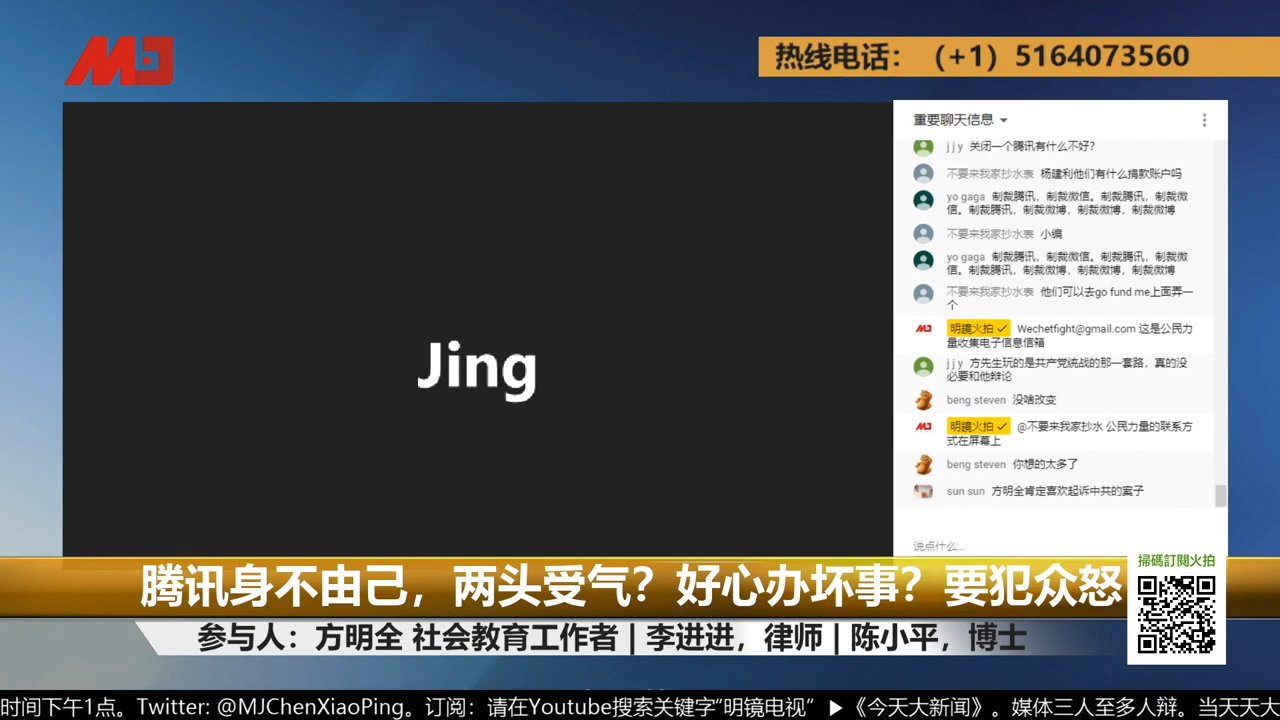 MJ
热线电话：（+1）5164073560
重要聊天信息
j j y 关闭一个腾讯有什么不好?
不要来我家抄水表 杨建利他们有什么捐款账户吗
yo gaga 制裁腾讯，制裁微信。制裁腾讯，制裁微
信。制裁腾讯，制裁微博，制裁微博，制裁微博
不要来我家抄水表 小编
yo gaga 制裁腾讯，制裁微信。制裁腾讯，制裁微
信。制裁腾讯，制裁微博，制裁微博，制裁微博
不要来我家抄水表 他们可以去go fund me上面弄一
个
MJ 明镜火拍 ✓ Wechetfight@gmail.com 这是公民力
量收集电子信息信箱
j j y 方先生玩的是共产党统战的那一套路，真的没
必要和他辩论
beng steven 没啥改变
MJ 明镜火拍 ✓ @不要来我家抄水 公民力量的联系方
式在屏幕上
beng steven 你想的太多了
sun sun 方明全肯定喜欢起诉中共的案子
说点什么...
Jing
掃碼訂閱火拍
腾讯身不由己，两头受气？好心办坏事？要犯众怒
参与人：方明全 社会教育工作者 | 李进进，律师 | 陈小平，博士
时间下午1点。Twitter: @MJChenXiaoPing。订阅：请在Youtube搜索关键字“明镜电视” ▶《今天大新闻》。媒体三人至多人辩。当天天大